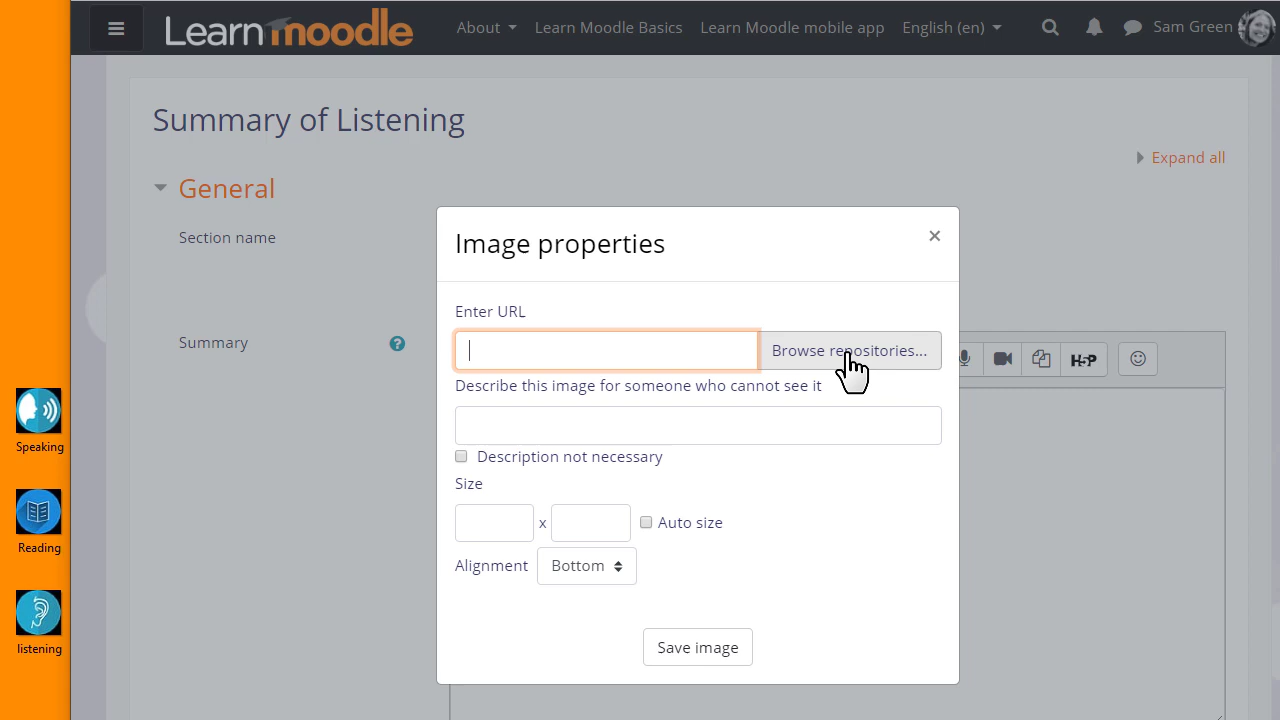 Learn moodle
About
Learn Moodle Basics
Learn Moodle mobile app
English (en)
Sam Green
Summary of Listening
Expand all
General
Section name
Summary
?
H-P
Image properties
×
Enter URL
Browse repositories...
Describe this image for someone who cannot see it
Description not necessary
Size
x
Auto size
Alignment
Bottom
Save image
Speaking
Reading
listening